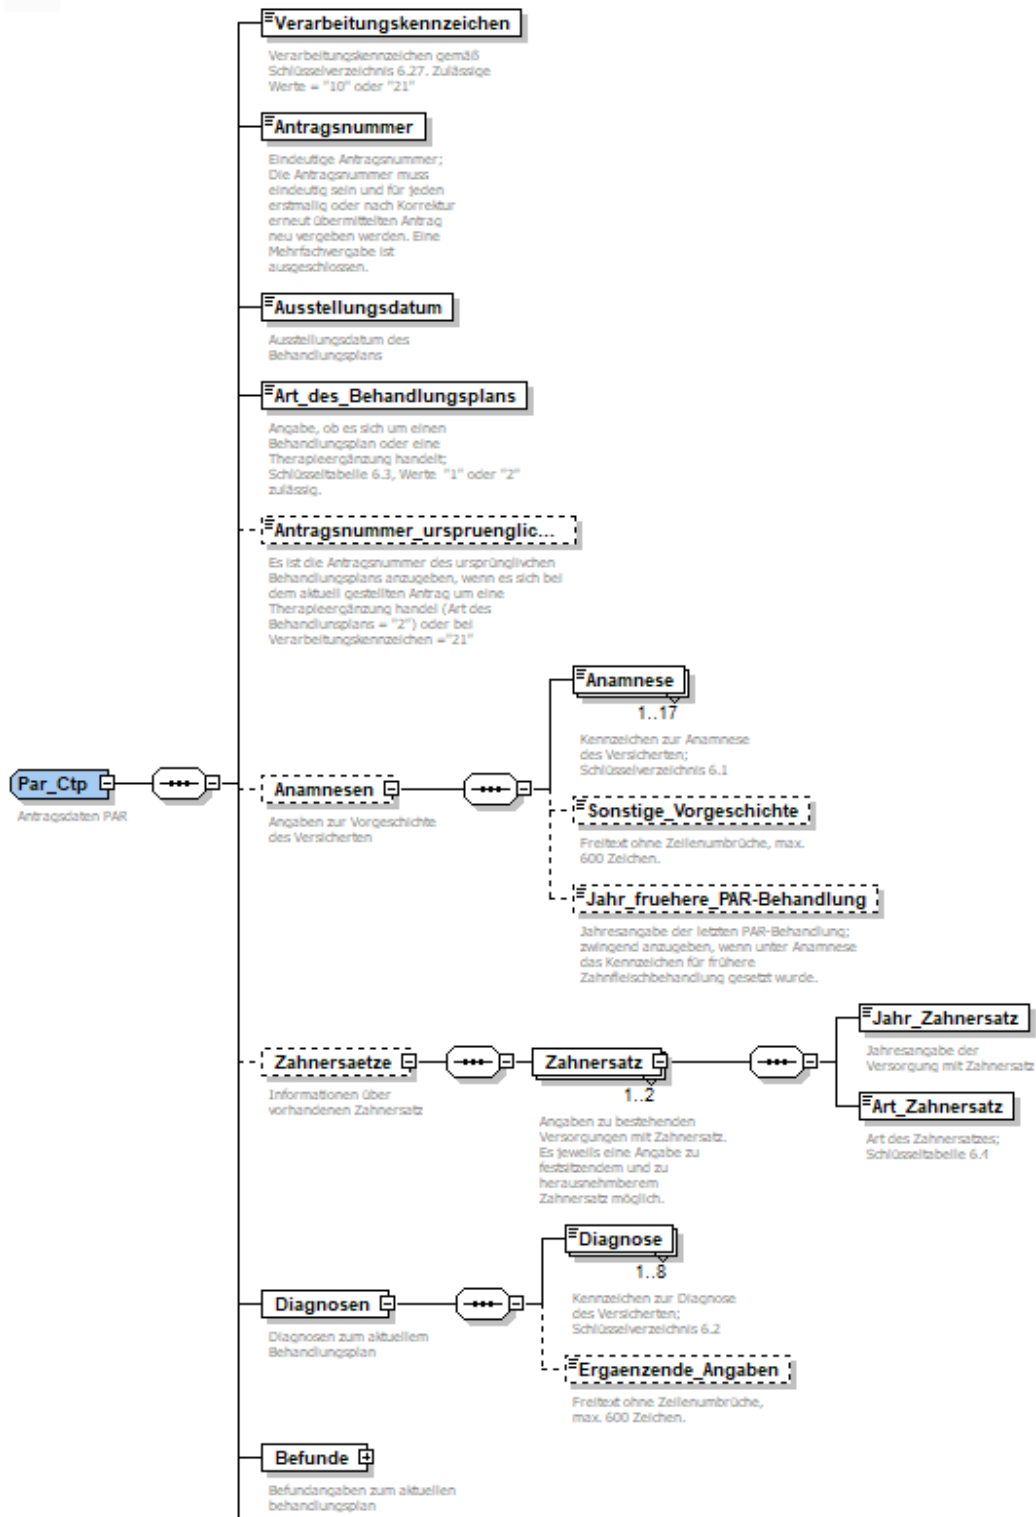 Verarbeitungskennzeichen
Verarbeitungskennzeichen gemäß
Schlüsselverzeichnis 6.27. Zulässige
Werte = "10" oder "21"
Antragsnummer
Eindeutige Antragsnummer;
Die Antragsnummer muss
eindeutig sein und für jeden
erstmalig oder nach Korrektur
erneut übermittelten Antrag
neu vergeben werden. Eine
Mehrfachvergabe ist
ausgeschlossen.
Ausstellungsdatum
Ausstellungsdatum des
Behandlungsplans
Art_des_Behandlungsplans
Angabe, ob es sich um einen
Behandlungsplan oder eine
Therapieergänzung handelt;
Schlüsseltabelle 6.3, Werte "1" oder "2"
zulässig.
Antragsnummer_urspruenglic...
Es ist die Antragsnummer des ursprünglivchen
Behandlungsplans anzugeben, wenn es sich bei
dem aktuell gestellten Antrag um eine
Therapieergänzung handel (Art des
Behandlunsplans = "2") oder bei
Verarbeitungskennzeichen ="21"
Par_Ctp
Antragsdaten PAR
Anamnesen
Angaben zur Vorgeschichte
des Versicherten
Anamnese
1..17
Kennzeichen zur Anamnese
des Versicherten;
Schlüsselverzeichnis 6.1
Sonstige_Vorgeschichte
Freitext ohne Zeilenumbrüche, max.
600 Zeichen.
Jahr_fruehere_PAR-Behandlung
Jahresangabe der letzten PAR-Behandlung;
zwingend anzugeben, wenn unter Anamnese
das Kennzeichen für frühere
Zahnfleischbehandlung gesetzt wurde.
Zahnersaetze
Informationen über
vorhandenen Zahnersatz
Zahnersatz
1..2
Angaben zu bestehenden
Versorgungen mit Zahnersatz.
Es jeweils eine Angabe zu
festsitzendem und zu
herausnehmberem
Zahnersatz möglich.
Jahr_Zahnersatz
Jahresangabe der
Versorgung mit Zahnersatz
Art_Zahnersatz
Art des Zahnersatzes;
Schlüsseltabelle 6.4
Diagnosen
Diagnosen zum aktuellem
Behandlungsplan
Diagnose
1..8
Kennzeichen zur Diagnose
des Versicherten;
Schlüsselverzeichnis 6.2
Ergaenzende_Angaben
Freitext ohne Zeilenumbrüche,
max. 600 Zeichen.
Befunde
Befundangaben zum aktuellen
behandlungsplan